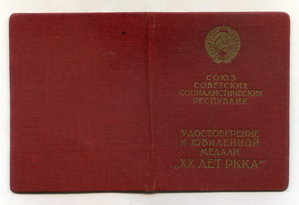 СОЮЗ
СОВЕТСКИХ
СОЦИАЛИСТИЧЕСКИХ
РЕСПУБЛИК
УДОСТОВЕРЕНИЕ
К ЮБИЛЕЙНОЙ
МЕДАЛИ
„XX ЛЕТ РККА“